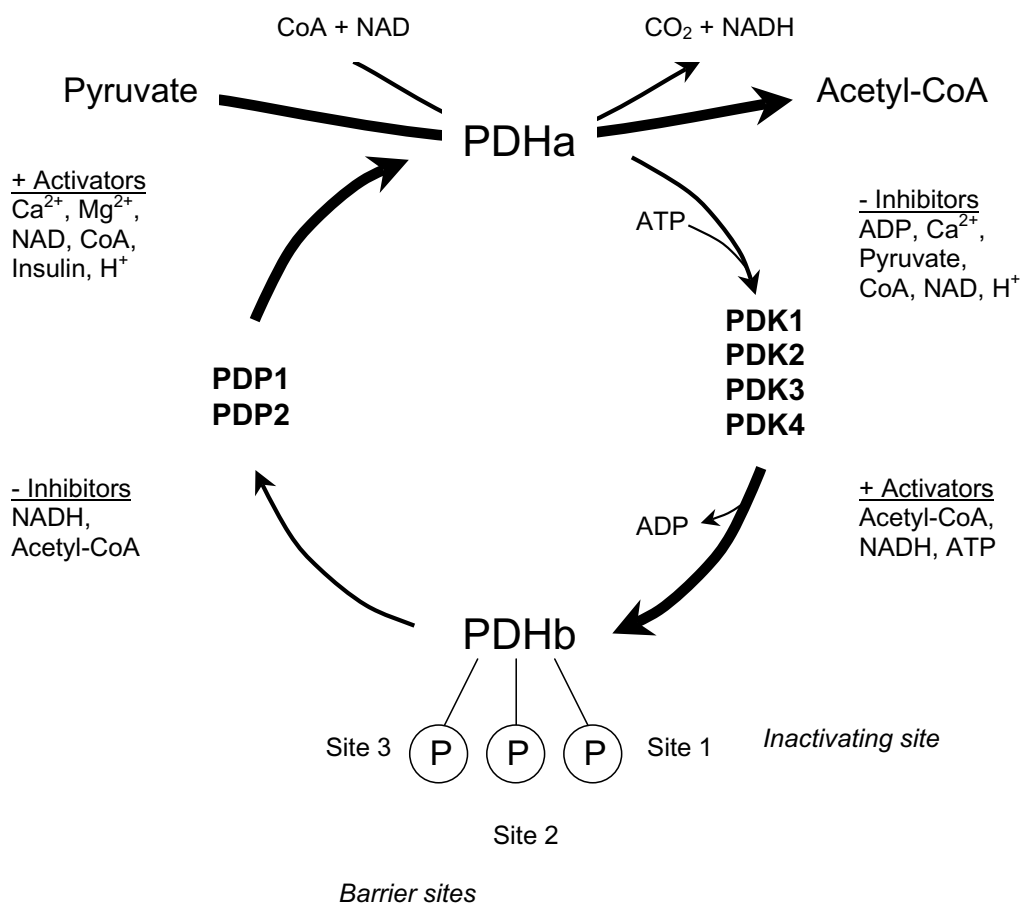 CoA + NAD
CO₂ + NADH
Pyruvate
Acetyl-CoA
PDHa
+ Activators
Ca²⁺, Mg²⁺,
NAD, CoA,
Insulin, H⁺
ATP
- Inhibitors
ADP, Ca²⁺,
Pyruvate,
CoA, NAD, H⁺
PDK1
PDK2
PDK3
PDK4
PDP1
PDP2
- Inhibitors
NADH,
Acetyl-CoA
ADP
+ Activators
Acetyl-CoA,
NADH, ATP
PDHb
Site 3
P
P
P
Site 1
Inactivating site
Site 2
Barrier sites